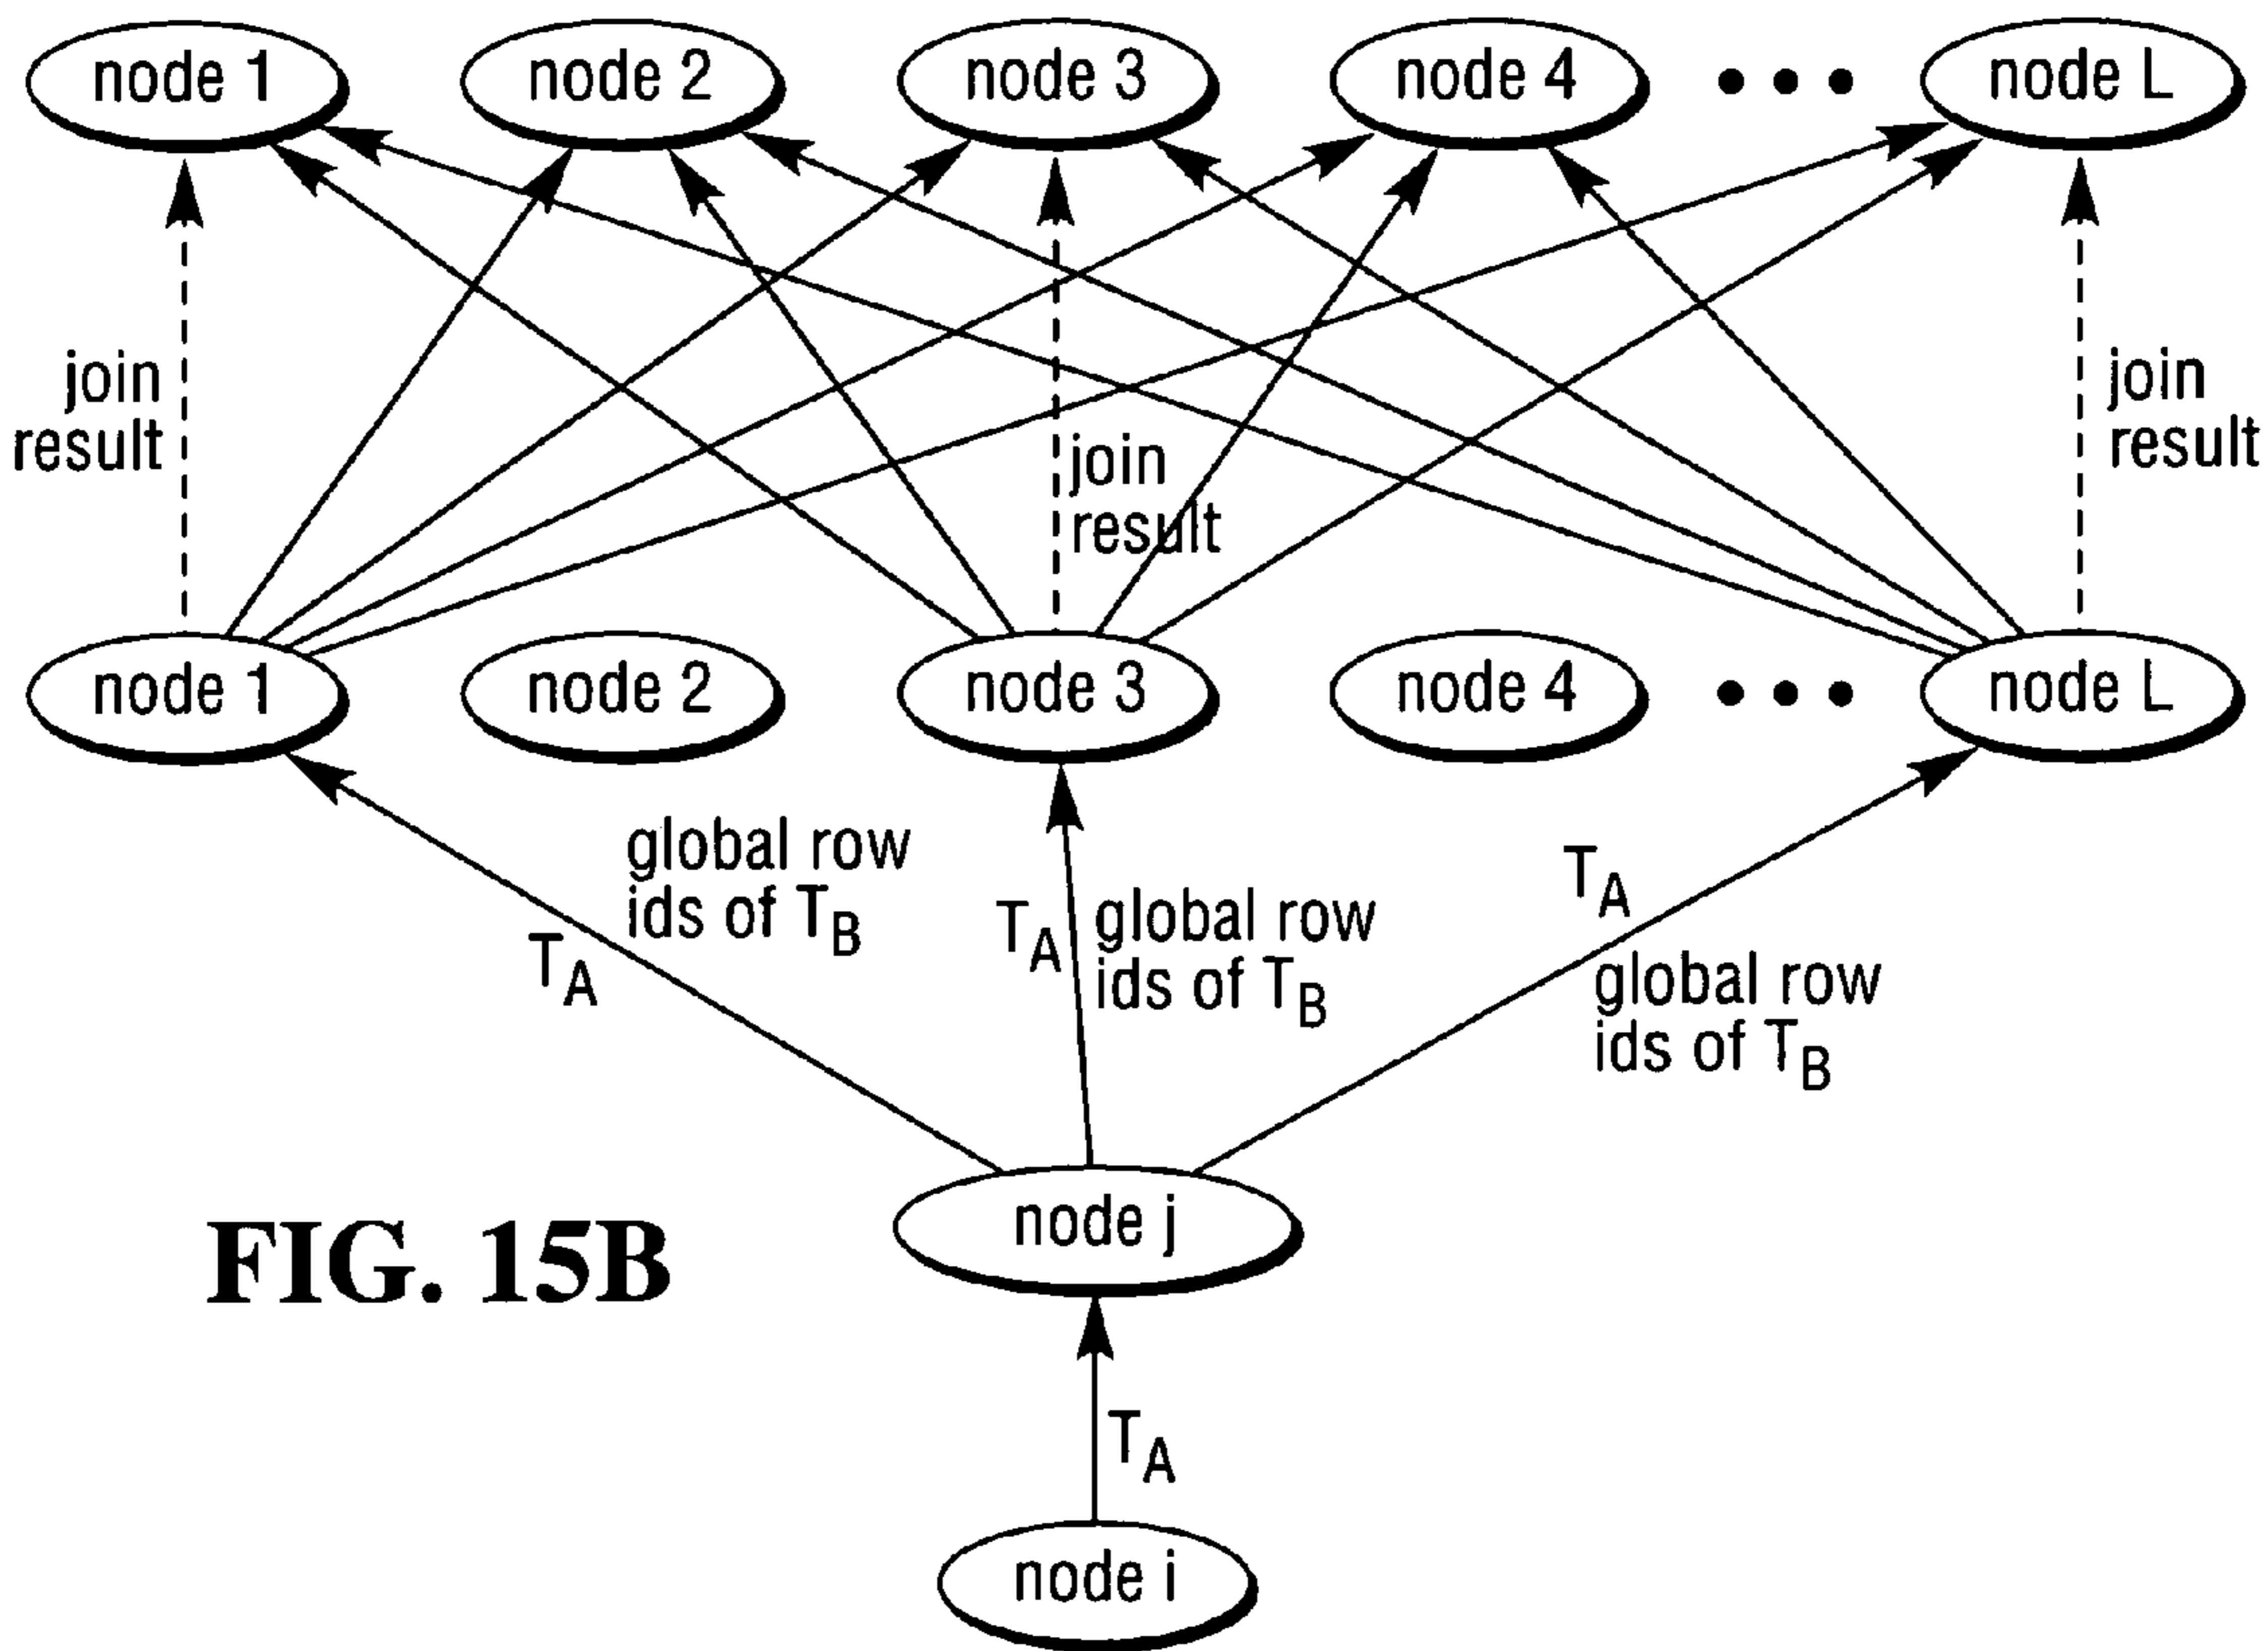 node 1 node 2 node 3 node 4 ••• node L
join
result
join
result
join
result
node 1 node 2 node 3 node 4 ••• node L
global row
ids of TB
TA
TA
global row
ids of TB
TA
global row
ids of TB
node j
FIG. 15B
TA
node i